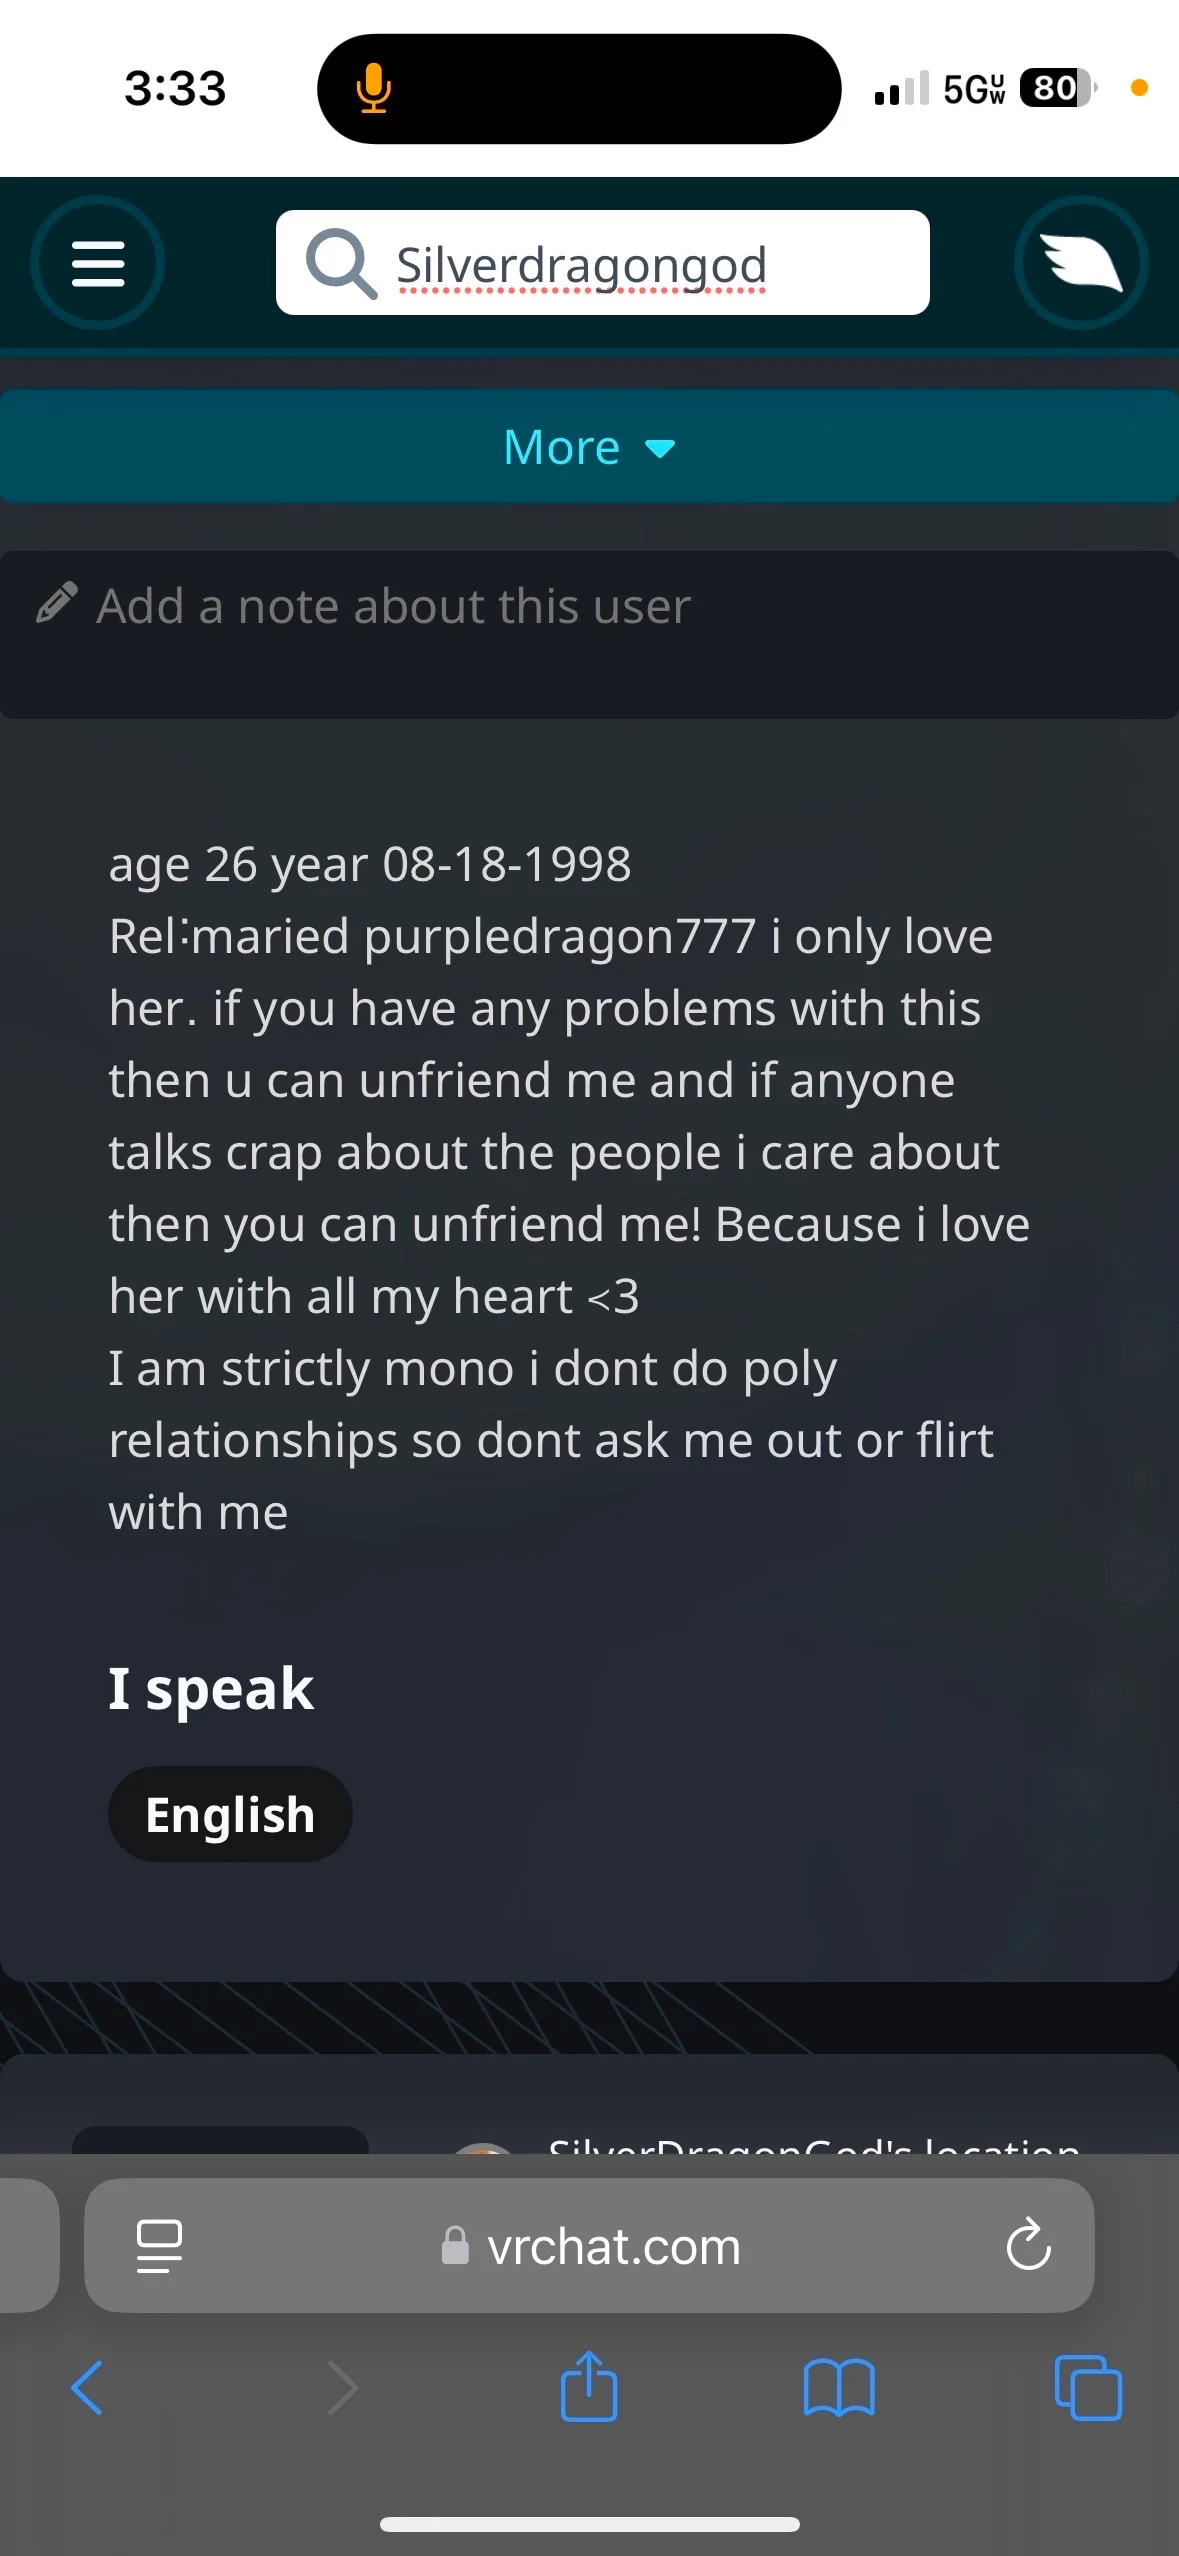 3:33
5G UW
80
Silverdragongod
More
Add a note about this user
age 26 year 08-18-1998
Rel:maried purpledragon777 i only love
her. if you have any problems with this
then u can unfriend me and if anyone
talks crap about the people i care about
then you can unfriend me! Because i love
her with all my heart <3
I am strictly mono i dont do poly
relationships so dont ask me out or flirt
with me
I speak
English
SilverDragonGod's location
vrchat.com